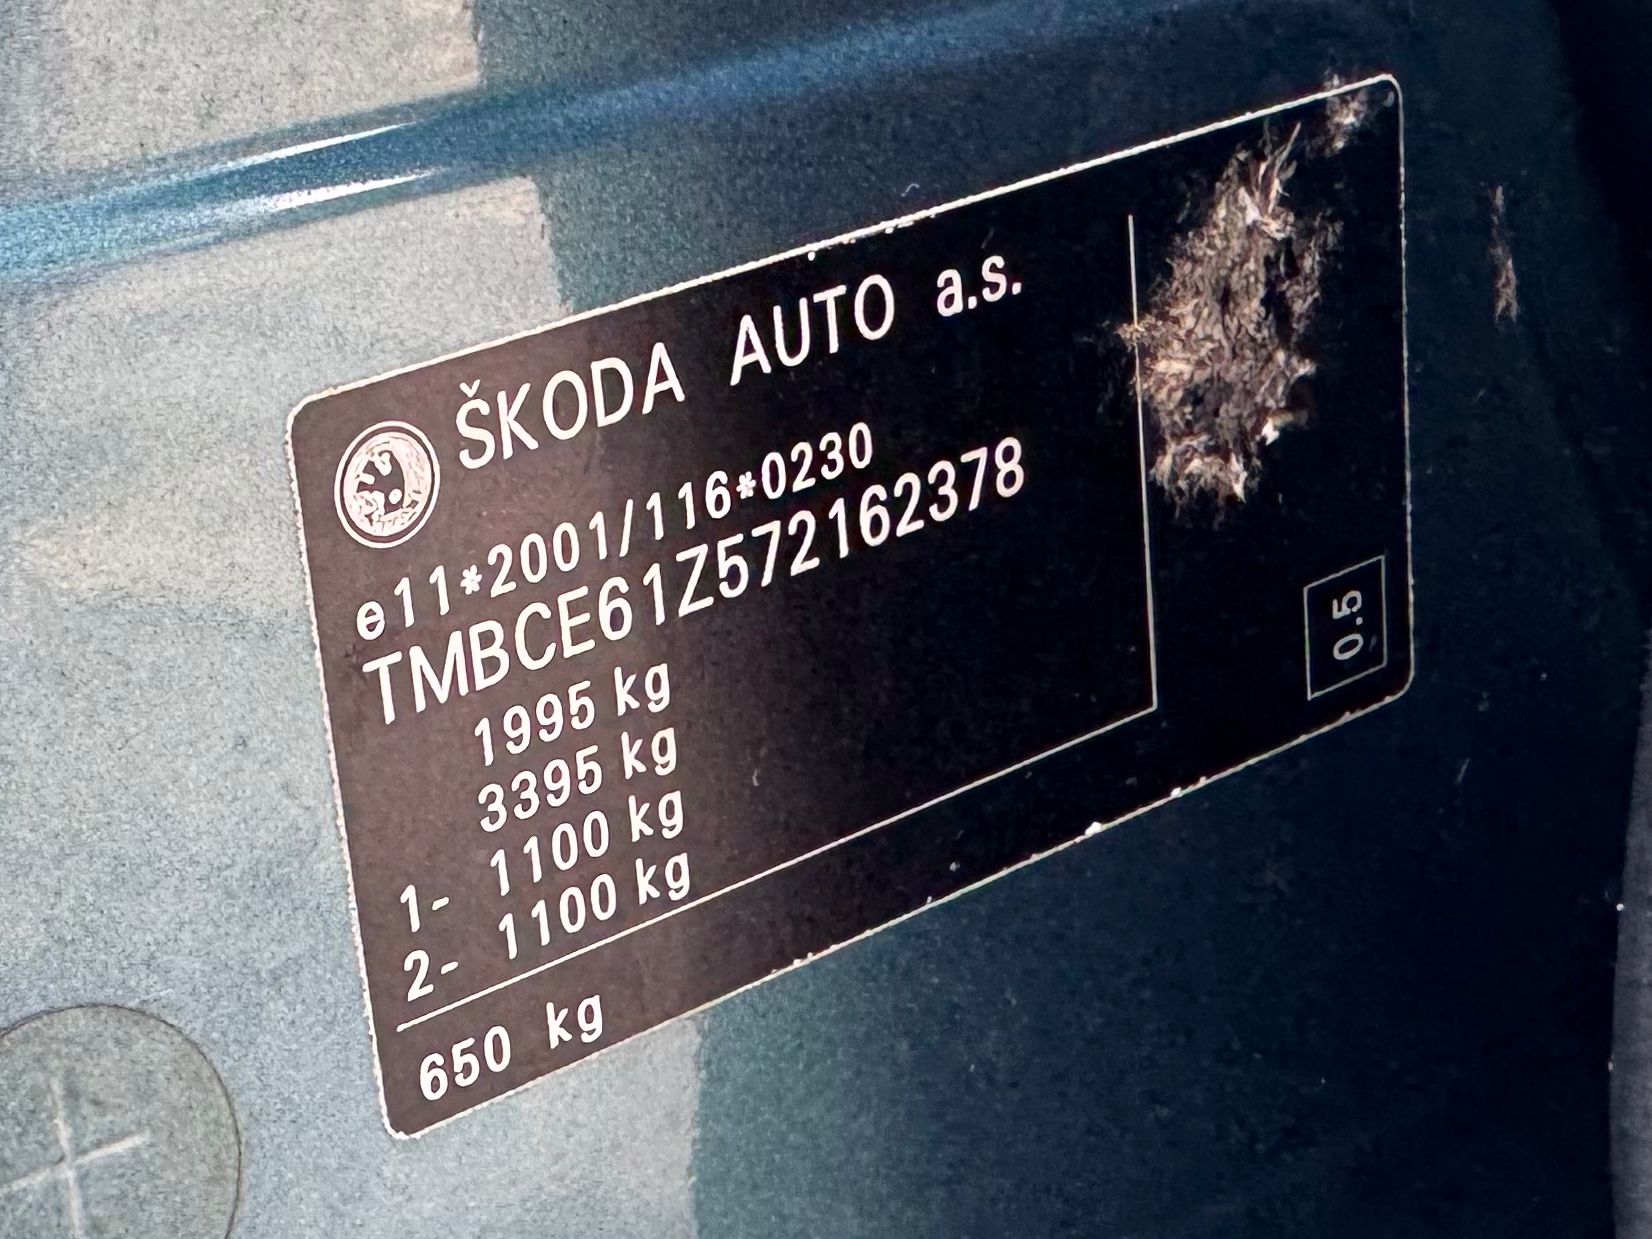 ŠKODA AUTO a.s.
e11*2001/116*0230
TMBCE61Z572162378
1995 kg
3395 kg
1- 1100 kg
2- 1100 kg
650 kg
0.5